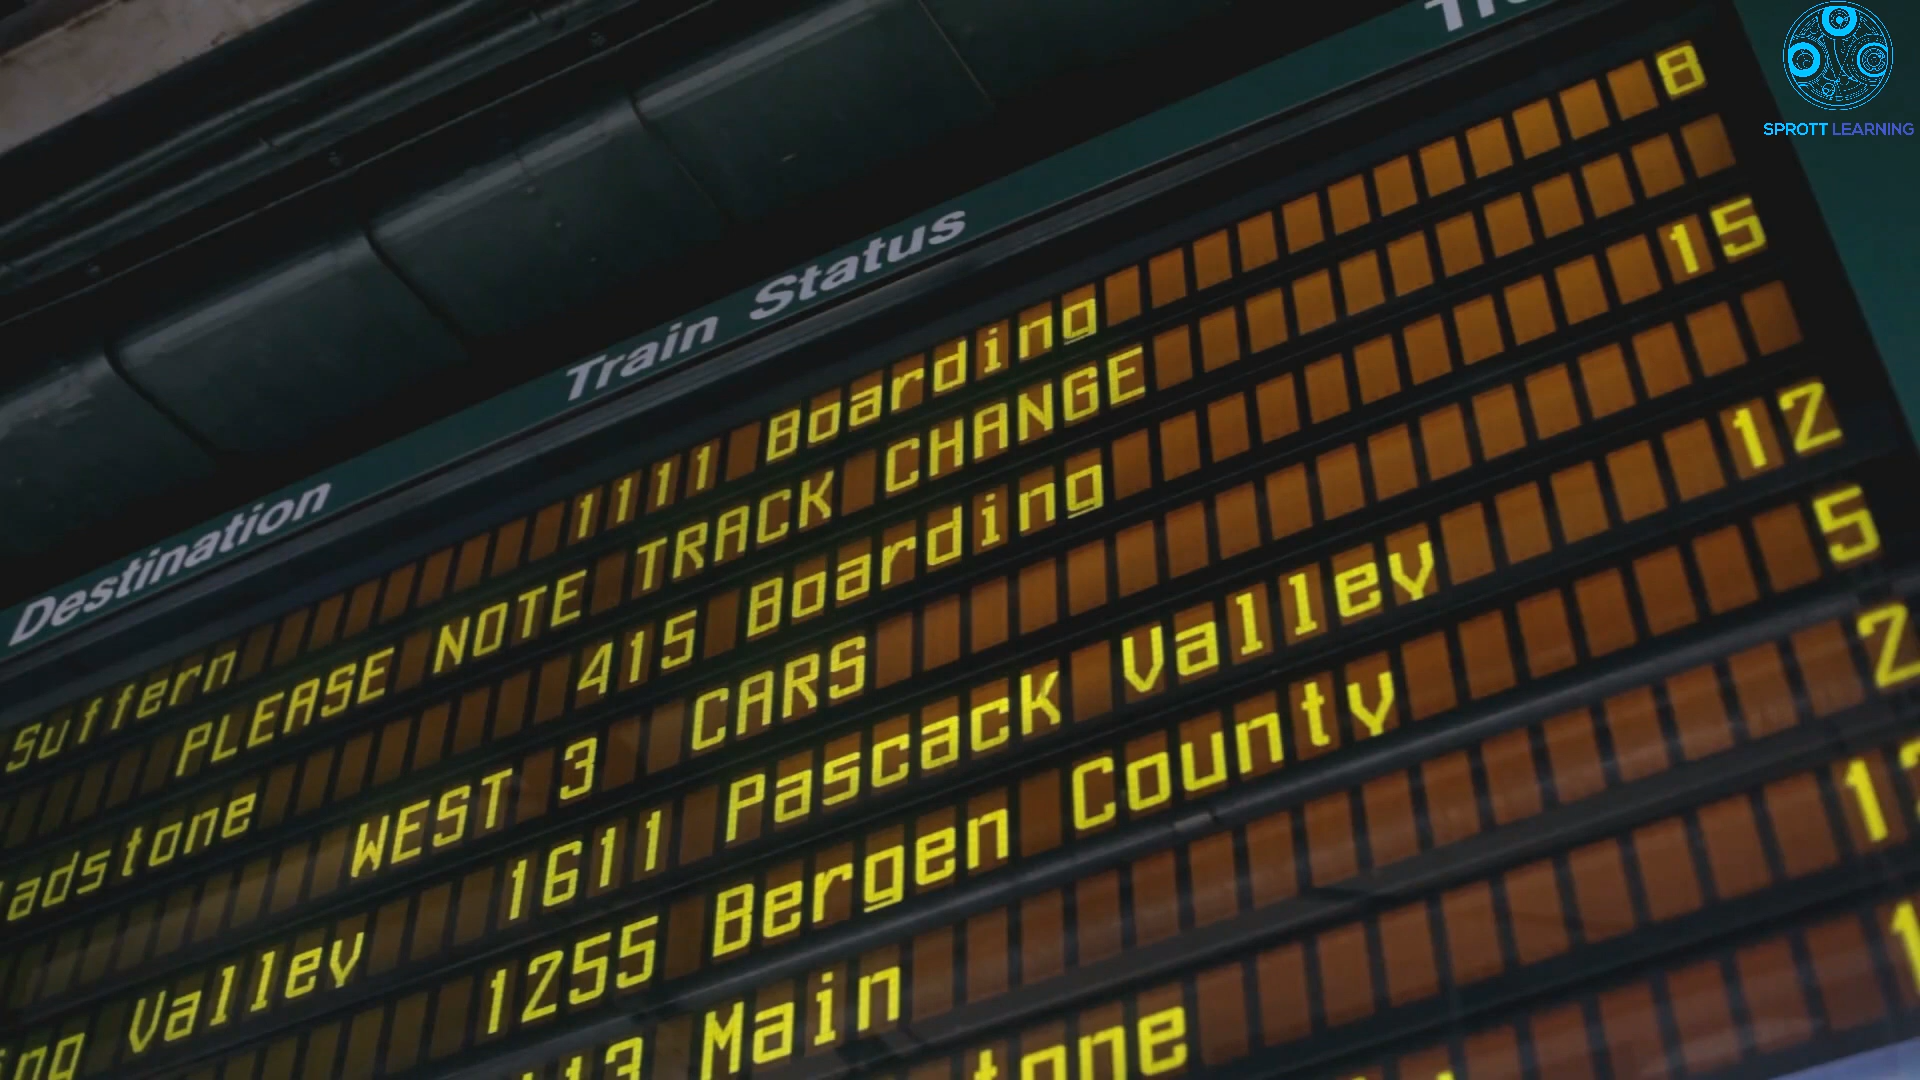 Destination Train Status
Suffern 1111 Boarding 8
PLEASE NOTE TRACK CHANGE
415 Boarding 15
WEST 3 CARS
Valley 1611 Pascack Valley 12
1255 Bergen County 5
Main 2
SPROTT LEARNING